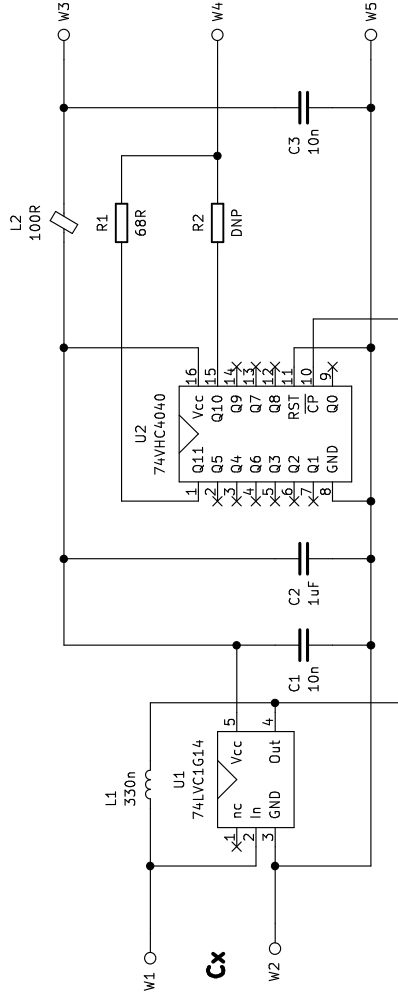 L2
100R
W3
L1
330n
R1
68R
W1
U1
74LVC1G14
U2
74VHC4040
1 nc
Vcc 5
2 In
3 GND
Out 4
1 Q11
Vcc 16
2 Q5
Q10 15
3 Q4
Q9 14
4 Q6
Q7 13
5 Q3
Q8 12
6 Q2
RST 11
7 Q1
CP 10
8 GND
Q0 9
R2
DNP
W4
Cx
W2
C1
10n
C2
1uF
C3
10n
W5